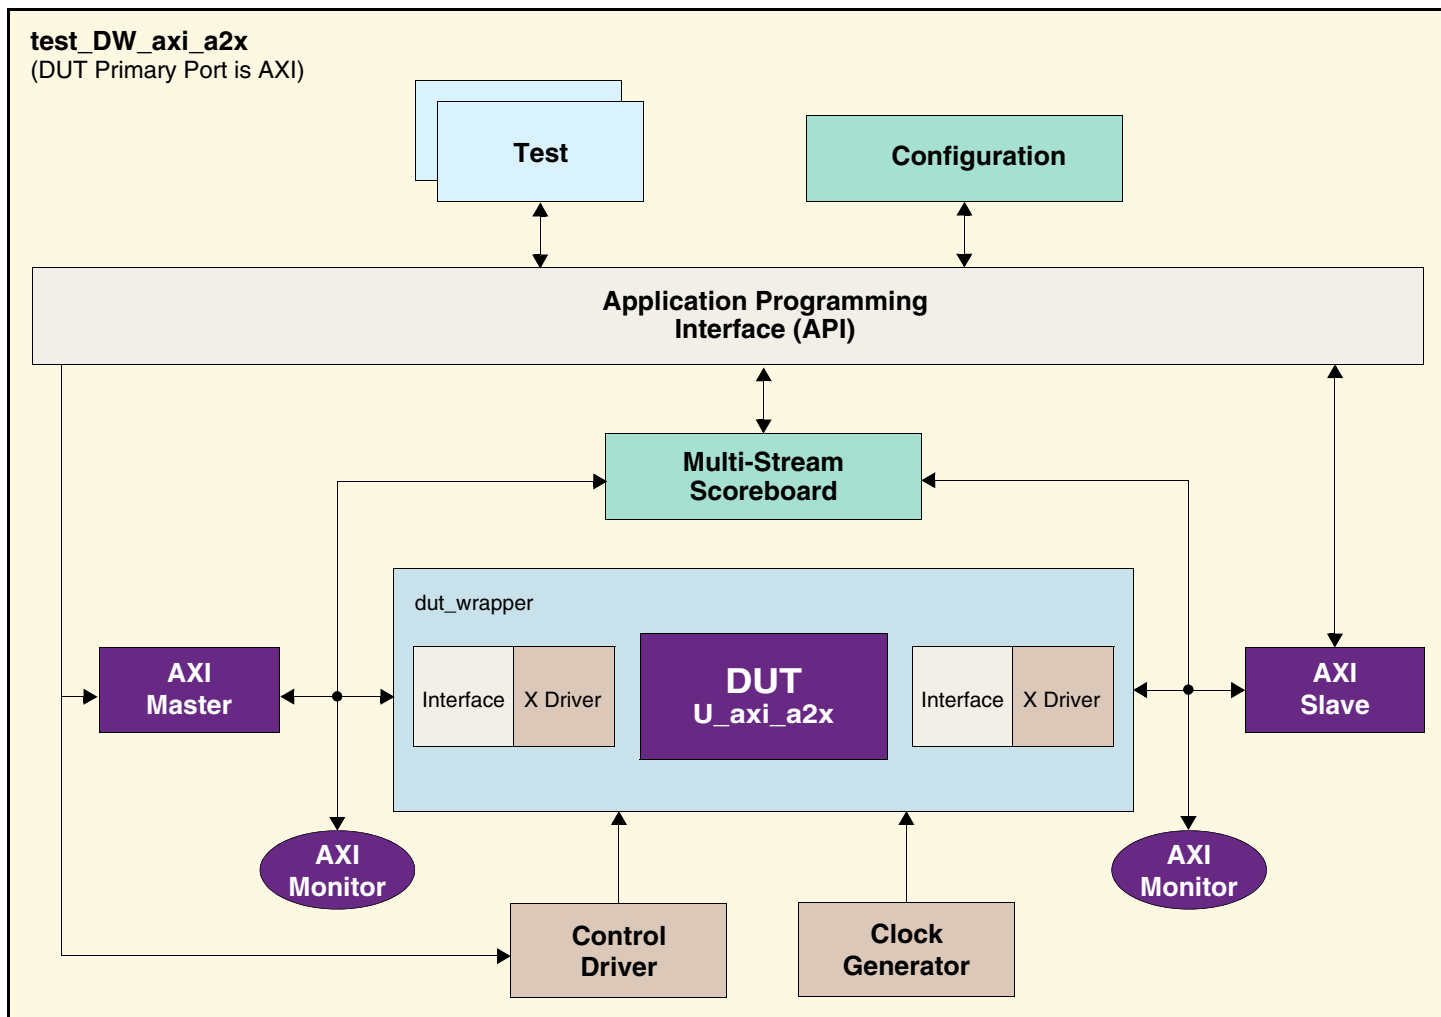 test_DW_axi_a2x
(DUT Primary Port is AXI)
Test
Configuration
Application Programming
Interface (API)
Multi-Stream
Scoreboard
dut_wrapper
AXI
Master
Interface
X Driver
DUT
U_axi_a2x
Interface
X Driver
AXI
Slave
AXI
Monitor
AXI
Monitor
Control
Driver
Clock
Generator